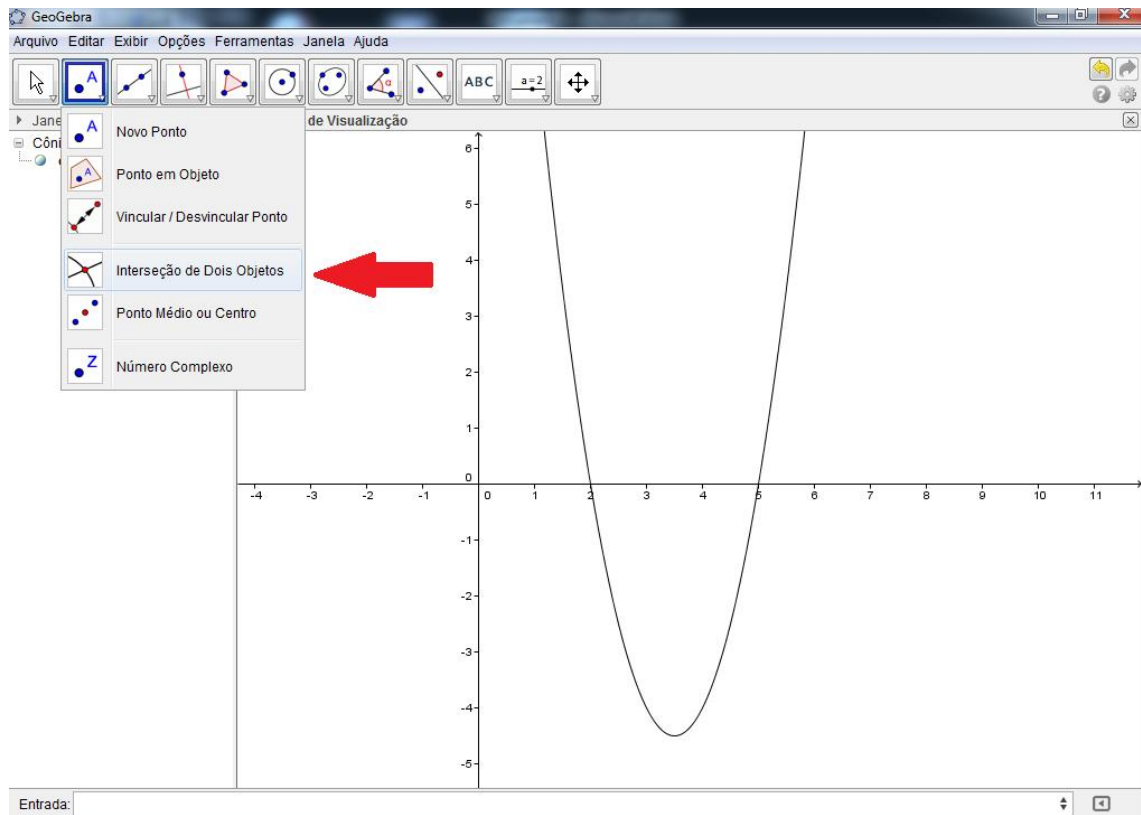 GeoGebra
Arquivo Editar Exibir Opções Ferramentas Janela Ajuda
A
α
ABC
a=2
Jane
de Visualização
Côni
A Novo Ponto
A Ponto em Objeto
Vincular / Desvincular Ponto
Interseção de Dois Objetos
Ponto Médio ou Centro
Z Número Complexo
6
5
4
3
2
1
0
-4 -3 -2 -1 0 1 2 3 4 5 6 7 8 9 10 11
-1
-2
-3
-4
-5
Entrada: